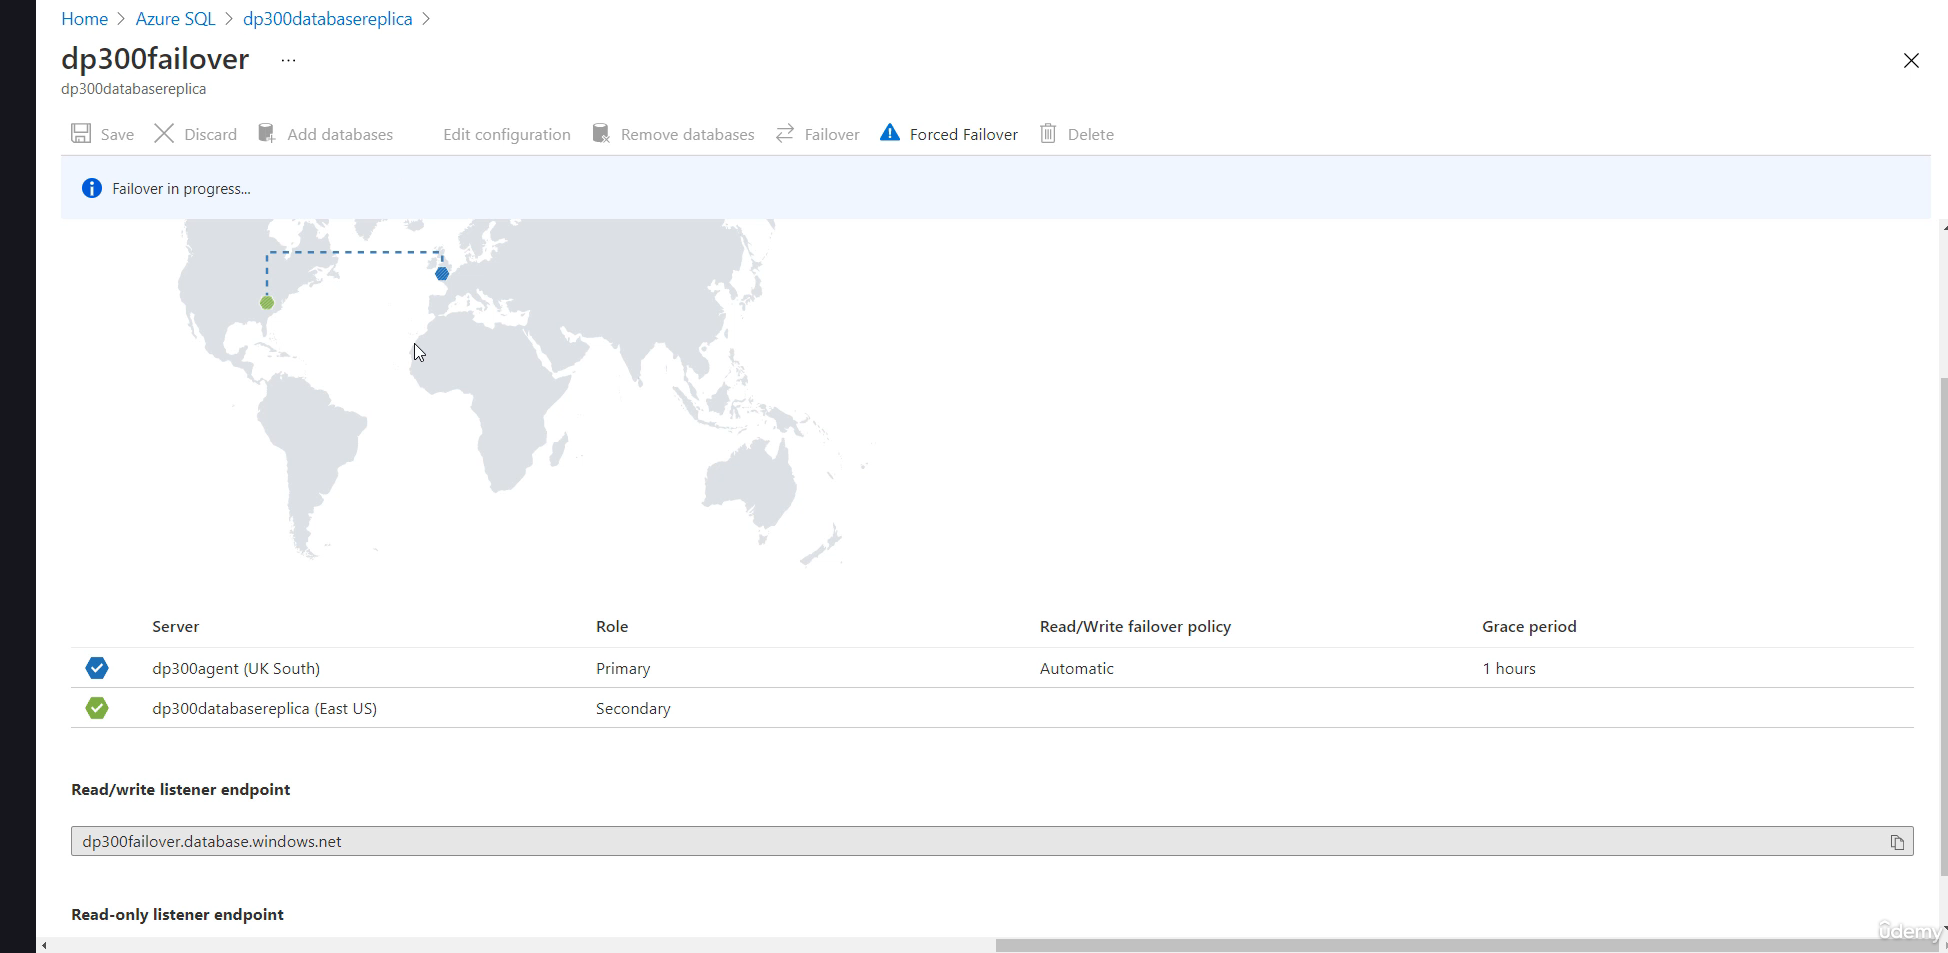 Home > Azure SQL > dp300databasereplica >
dp300failover ...
dp300databasereplica
Save Discard Add databases Edit configuration Remove databases Failover Forced Failover Delete
Failover in progress...
Server Role Read/Write failover policy Grace period
dp300agent (UK South) Primary Automatic 1 hours
dp300databasereplica (East US) Secondary
Read/write listener endpoint
dp300failover.database.windows.net
Read-only listener endpoint
ûdemy